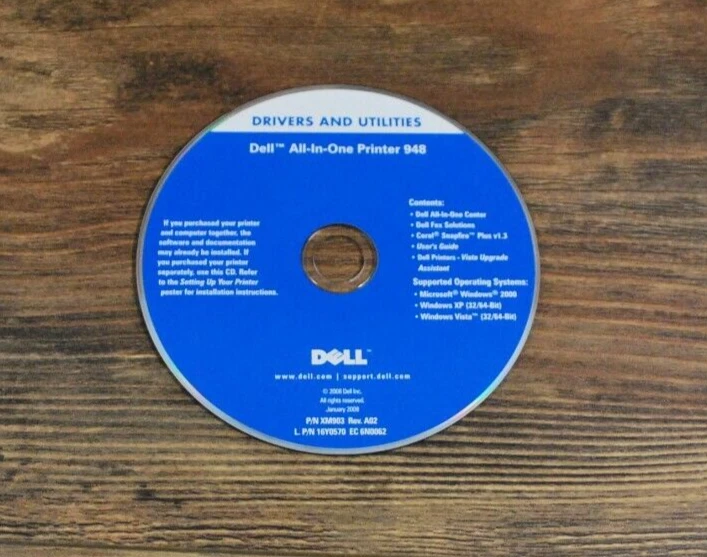 DRIVERS AND UTILITIES
Dell™ All-In-One Printer 948
If you purchased your printer
and computer together, the
software and documentation
may already be installed. If
you purchased your printer
separately, use this CD. Refer
to the Setting Up Your Printer
poster for installation instructions.
Contents:
• Dell All-In-One Center
• Dell Fax Solutions
• Corel® Snapfire™ Plus v1.3
• User's Guide
• Dell Printers - Vista Upgrade
Assistant
Supported Operating Systems:
• Microsoft® Windows® 2000
• Windows XP (32/64-Bit)
• Windows Vista™ (32/64-Bit)
DELL™
www.dell.com | support.dell.com
© 2008 Dell Inc.
All rights reserved.
January 2008
P/N XM903 Rev. A02
L. P/N 16Y0570 EC 6N0062